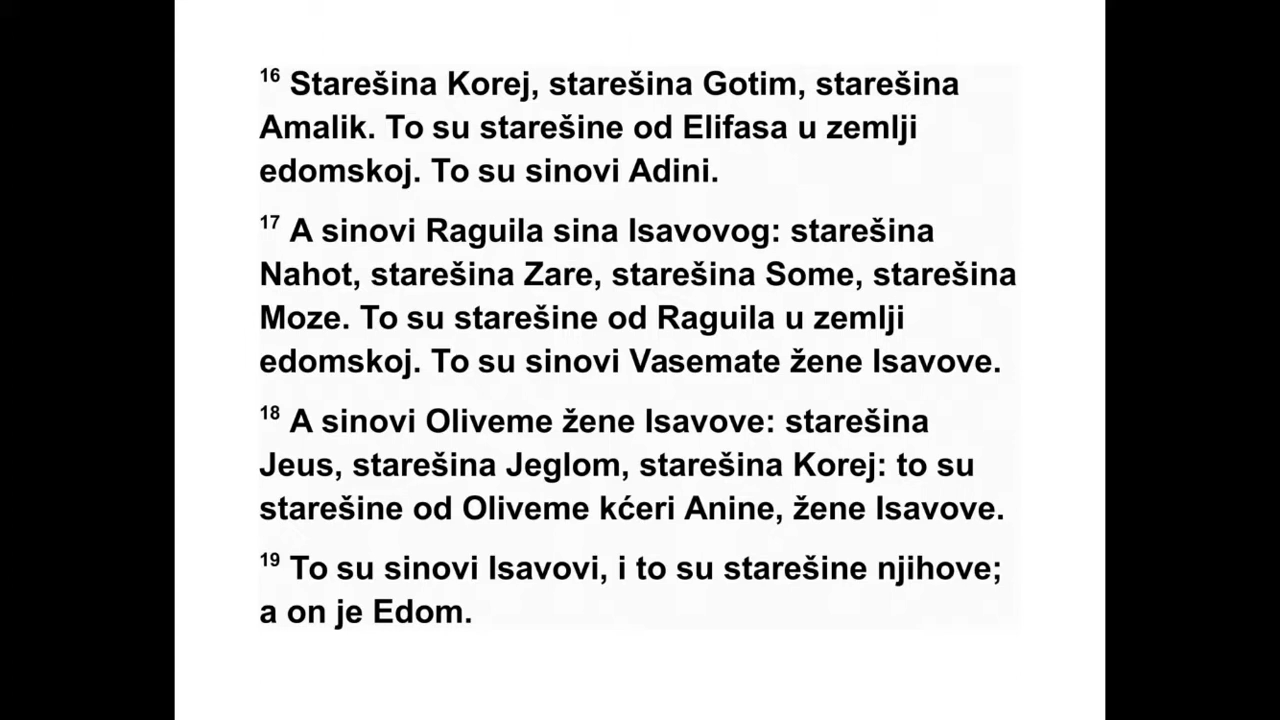 16 Starešina Korej, starešina Gotim, starešina
Amalik. To su starešine od Elifasa u zemlji
edomskoj. To su sinovi Adini.
17 A sinovi Raguila sina Isavovog: starešina
Nahot, starešina Zare, starešina Some, starešina
Moze. To su starešine od Raguila u zemlji
edomskoj. To su sinovi Vasemate žene Isavove.
18 A sinovi Oliveme žene Isavove: starešina
Jeus, starešina Jeglom, starešina Korej: to su
starešine od Oliveme kćeri Anine, žene Isavove.
19 To su sinovi Isavovi, i to su starešine njihove;
a on je Edom.